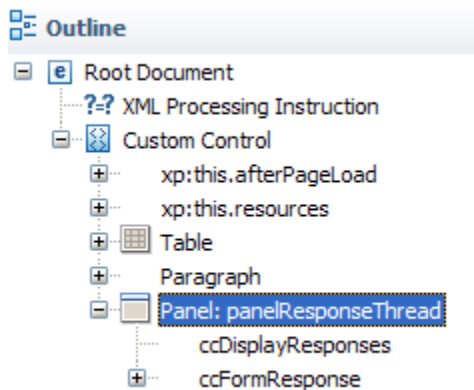 Outline
Root Document
?=? XML Processing Instruction
Custom Control
xp:this.afterPageLoad
xp:this.resources
Table
Paragraph
Panel: panelResponseThread
ccDisplayResponses
ccFormResponse